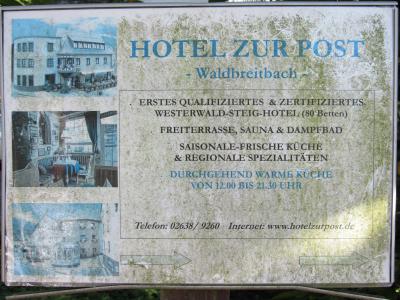 HOTEL ZUR POST
- Waldbreitbach -
ERSTES QUALIFIZIERTES & ZERTIFIZIERTES
WESTERWALD-STEIG-HOTEL (80 Betten)
FREITERRASSE, SAUNA & DAMPFBAD
SAISONALE-FRISCHE KÜCHE
& REGIONALE SPEZIALITÄTEN
DURCHGEHEND WARME KÜCHE
VON 12.00 BIS 21.30 UHR
Telefon: 02638/ 9260 Internet: www.hotelzurpost.de